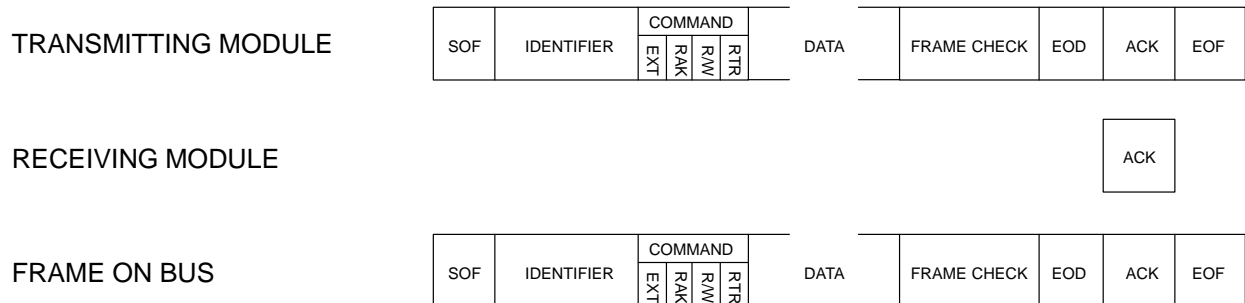 COMMAND
TRANSMITTING MODULE SOF IDENTIFIER EXT RAK R/W RTR DATA FRAME CHECK EOD ACK EOF
RECEIVING MODULE ACK
COMMAND
FRAME ON BUS SOF IDENTIFIER EXT RAK R/W RTR DATA FRAME CHECK EOD ACK EOF